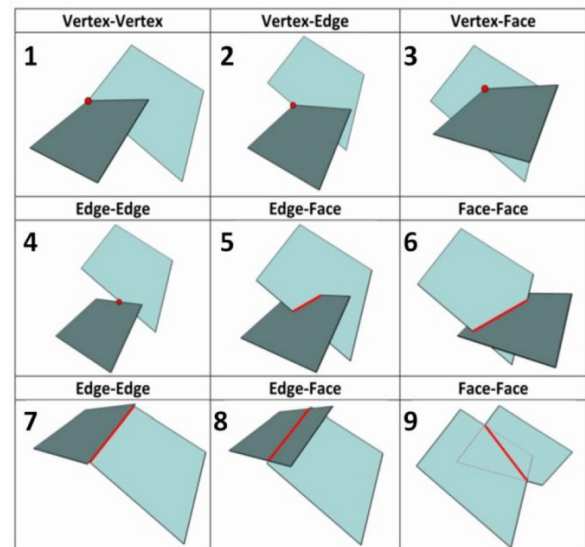 Vertex-Vertex Vertex-Edge Vertex-Face
1 2 3
Edge-Edge Edge-Face Face-Face
4 5 6
Edge-Edge Edge-Face Face-Face
7 8 9